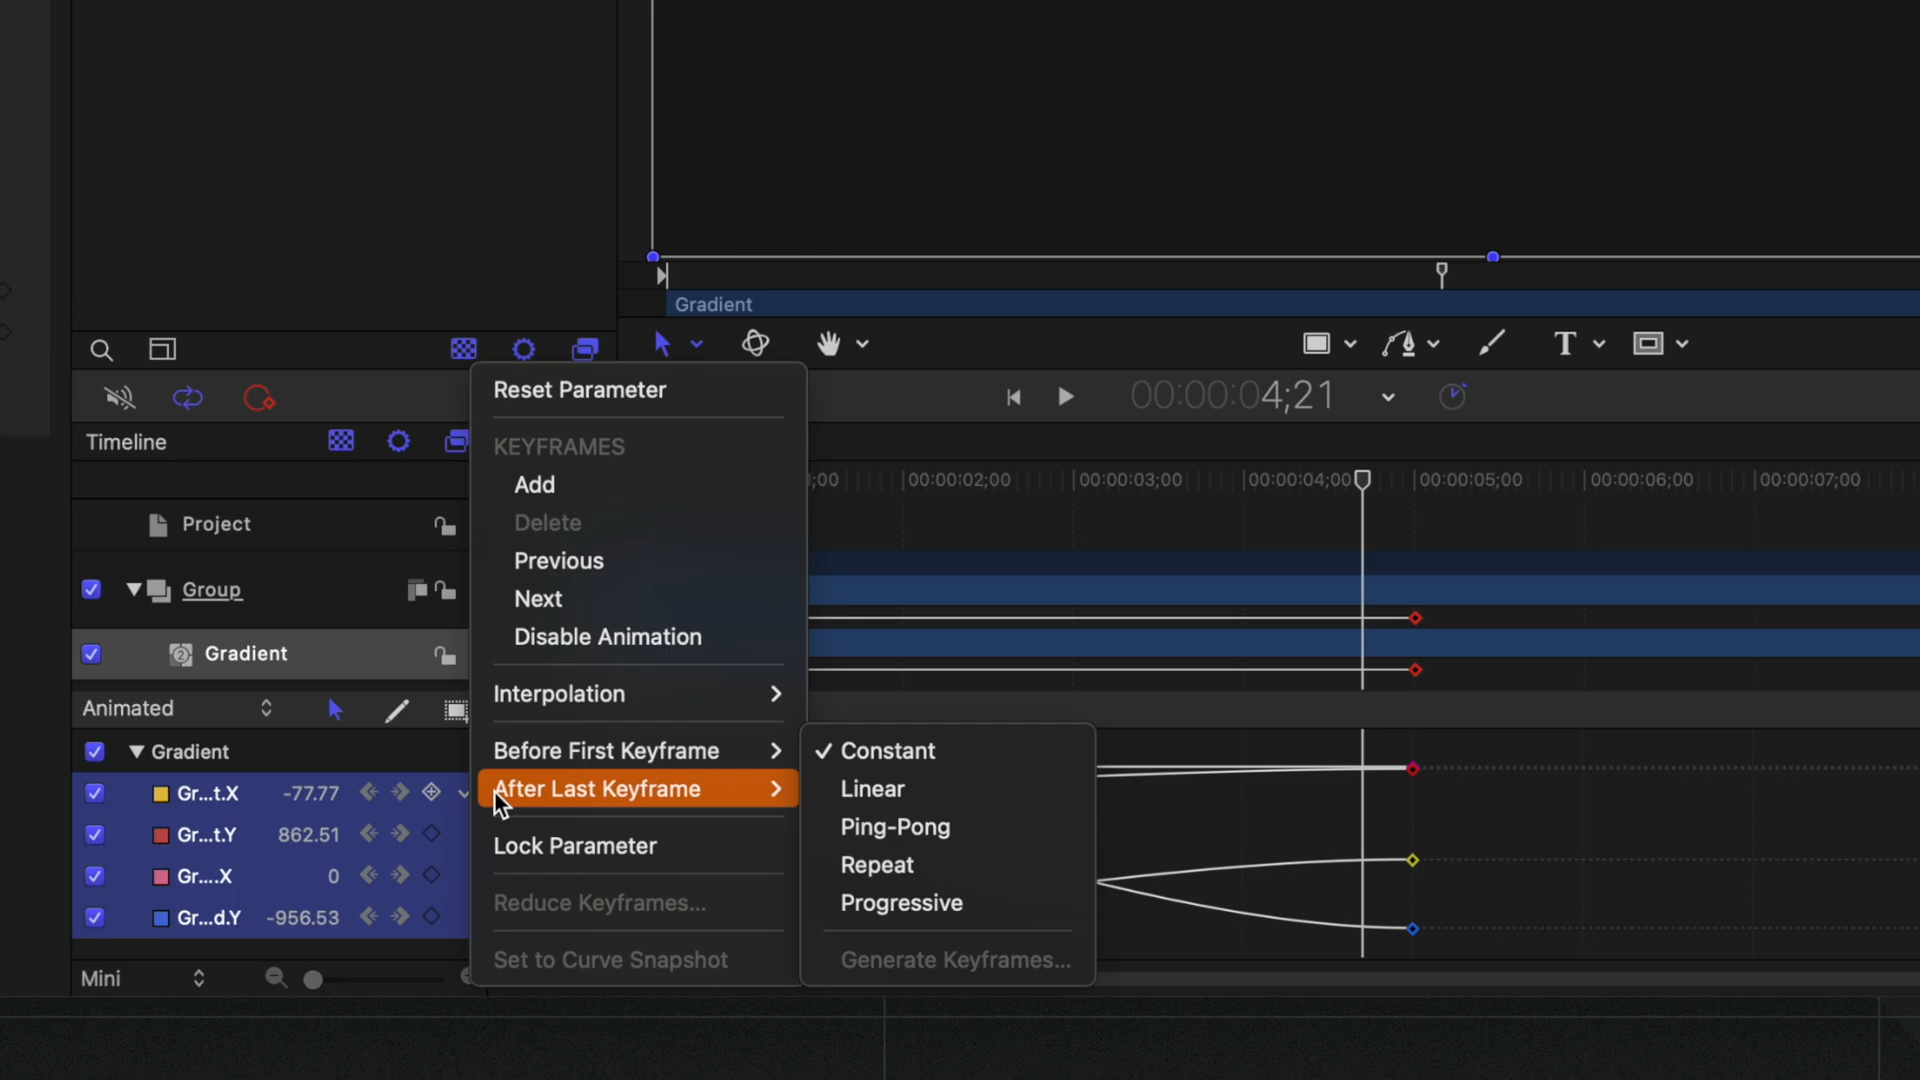 Gradient
T
00:00:04;21
Timeline
;00
00:00:02;00
00:00:03;00
00:00:04;00
00:00:05;00
00:00:06;00
00:00:07;00
Project
Group
2
Gradient
Animated
Gradient
Gr...t.X -77.77
Gr...t.Y 862.51
Gr....X 0
Gr...d.Y -956.53
Mini
Reset Parameter
KEYFRAMES
Add
Delete
Previous
Next
Disable Animation
Interpolation
Before First Keyframe
After Last Keyframe
Lock Parameter
Reduce Keyframes...
Set to Curve Snapshot
Constant
Linear
Ping-Pong
Repeat
Progressive
Generate Keyframes...